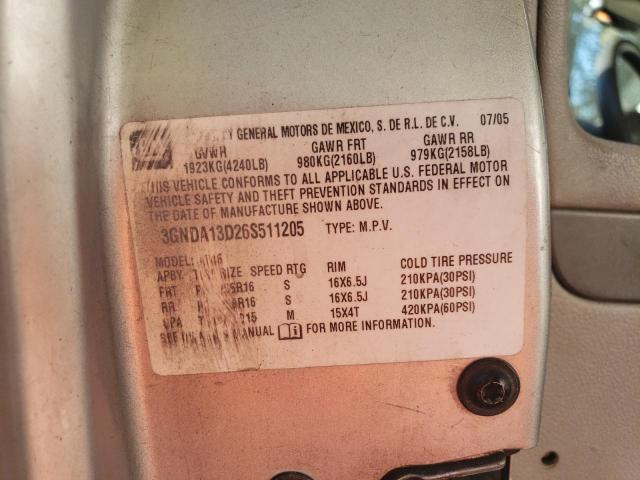 GENERAL MOTORS DE MEXICO, S. DE R.L. DE C.V. 07/05
GVWR GAWR FRT GAWR RR
1923KG(4240LB) 980KG(2160LB) 979KG(2158LB)
THIS VEHICLE CONFORMS TO ALL APPLICABLE U.S. FEDERAL MOTOR
VEHICLE SAFETY AND THEFT PREVENTION STANDARDS IN EFFECT ON
THE DATE OF MANUFACTURE SHOWN ABOVE.
3GNDA13D26S511205 TYPE: M.P.V.
MODEL:
APBY: SIZE SPEED RTG RIM COLD TIRE PRESSURE
FRT S 16X6.5J 210KPA(30PSI)
RR S 16X6.5J 210KPA(30PSI)
M 15X4T 420KPA(60PSI)
SEE MANUAL FOR MORE INFORMATION.